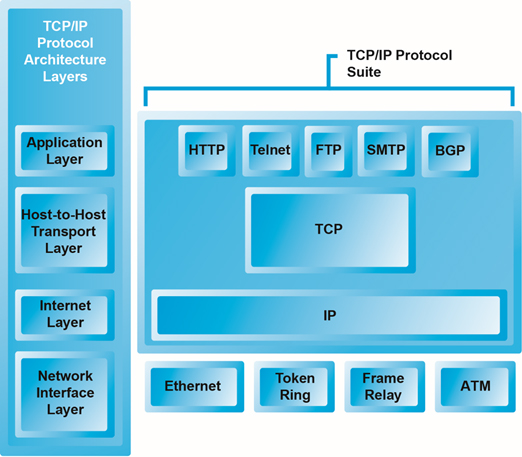 TCP/IP
Protocol
Architecture
Layers
TCP/IP Protocol
Suite
Application
Layer
HTTP
Telnet
FTP
SMTP
BGP
Host-to-Host
Transport
Layer
TCP
Internet
Layer
IP
Network
Interface
Layer
Ethernet
Token
Ring
Frame
Relay
ATM